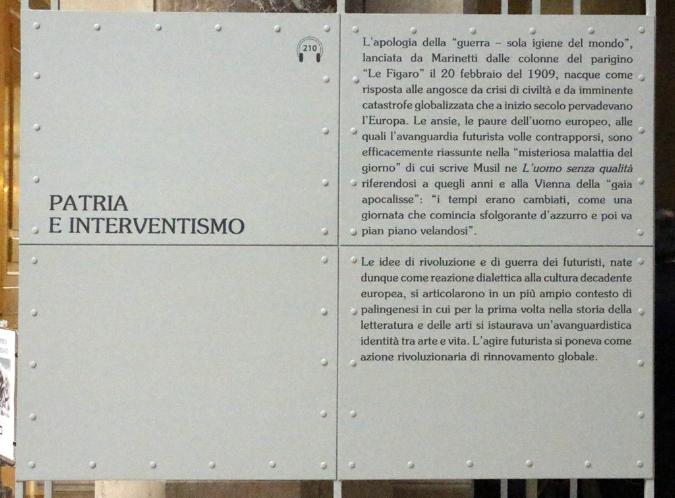 210
PATRIA
E INTERVENTISMO
L'apologia della “guerra – sola igiene del mondo”,
lanciata da Marinetti dalle colonne del parigino
“Le Figaro” il 20 febbraio del 1909, nacque come
risposta alle angosce da crisi di civiltà e da imminente
catastrofe globalizzata che a inizio secolo pervadevano
l'Europa. Le ansie, le paure dell'uomo europeo, alle
quali l'avanguardia futurista volle contrapporsi, sono
efficacemente riassunte nella “misteriosa malattia del
giorno” di cui scrive Musil ne L'uomo senza qualità
riferendosi a quegli anni e alla Vienna della “gaia
apocalisse”: “i tempi erano cambiati, come una
giornata che comincia sfolgorante d'azzurro e poi va
pian piano velandosi”.
Le idee di rivoluzione e di guerra dei futuristi, nate
dunque come reazione dialettica alla cultura decadente
europea, si articolarono in un più ampio contesto di
palingenesi in cui per la prima volta nella storia della
letteratura e delle arti si istaurava un'avanguardistica
identità tra arte e vita. L'agire futurista si poneva come
azione rivoluzionaria di rinnovamento globale.